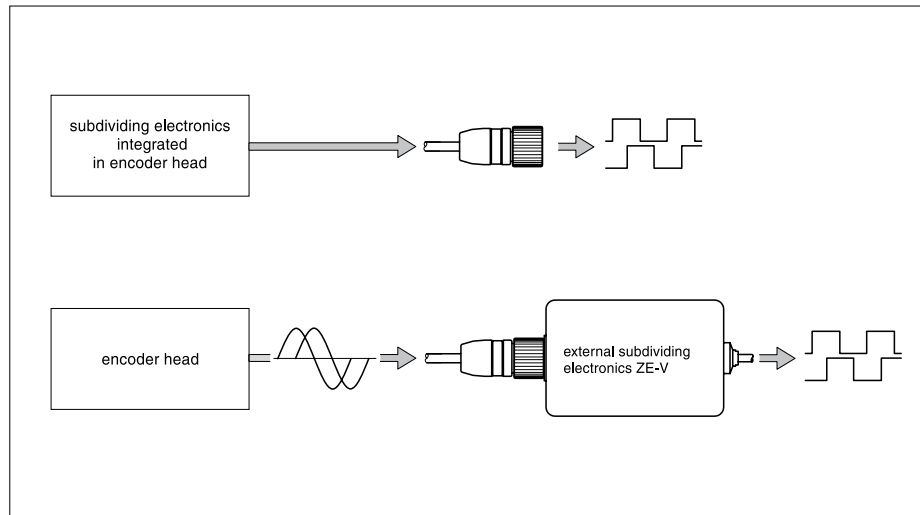 subdividing electronics
integrated
in encoder head
encoder head
external subdividing
electronics ZE-V